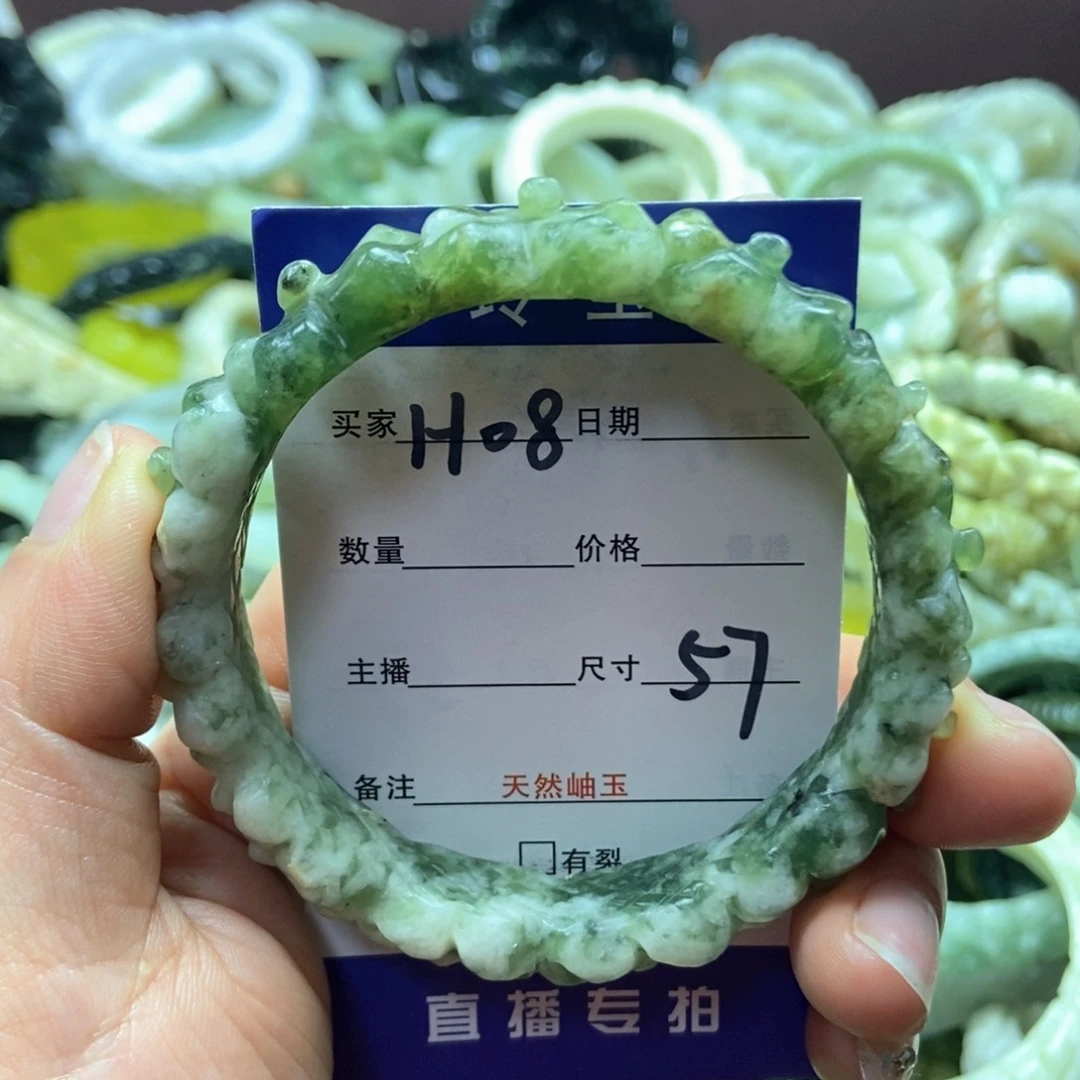 买家 H08 日期
数量 价格
主播 尺寸 57
备注 天然岫玉
□有裂
直播专拍